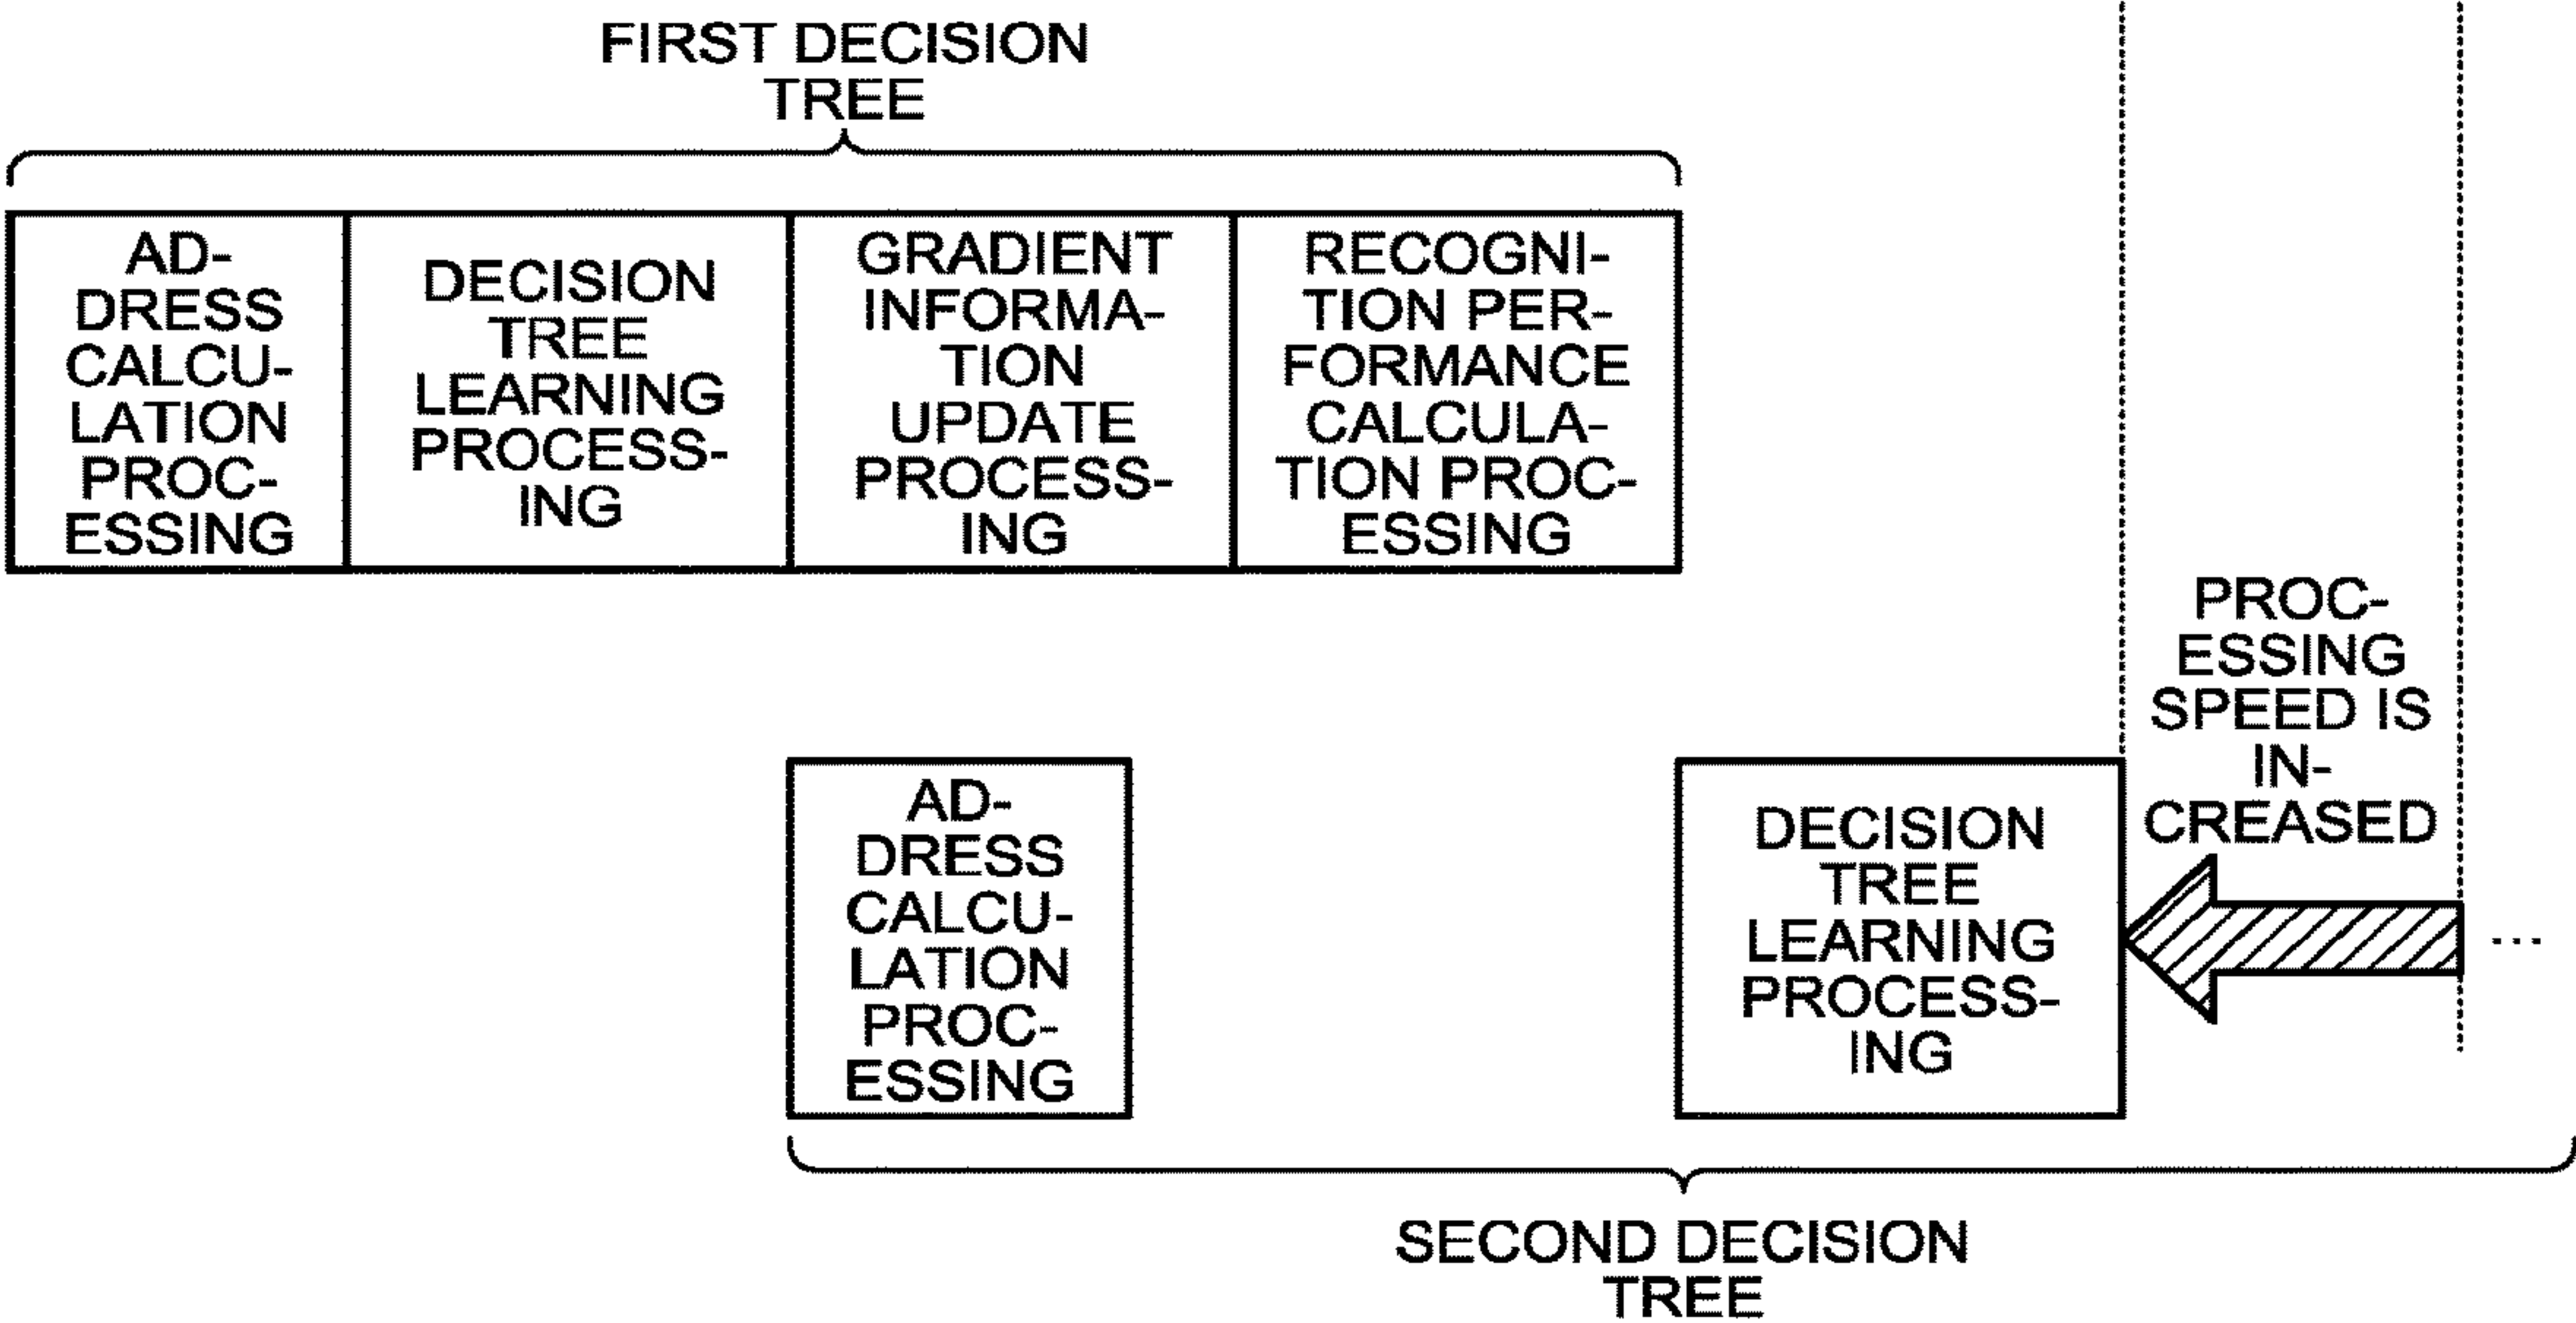 FIRST DECISION
TREE
AD-
DRESS
CALCU-
LATION
PROC-
ESSING
DECISION
TREE
LEARNING
PROCESS-
ING
GRADIENT
INFORMA-
TION
UPDATE
PROCESS-
ING
RECOGNI-
TION PER-
FORMANCE
CALCULA-
TION PROC-
ESSING
PROC-
ESSING
SPEED IS
IN-
CREASED
AD-
DRESS
CALCU-
LATION
PROC-
ESSING
DECISION
TREE
LEARNING
PROCESS-
ING
...
SECOND DECISION
TREE